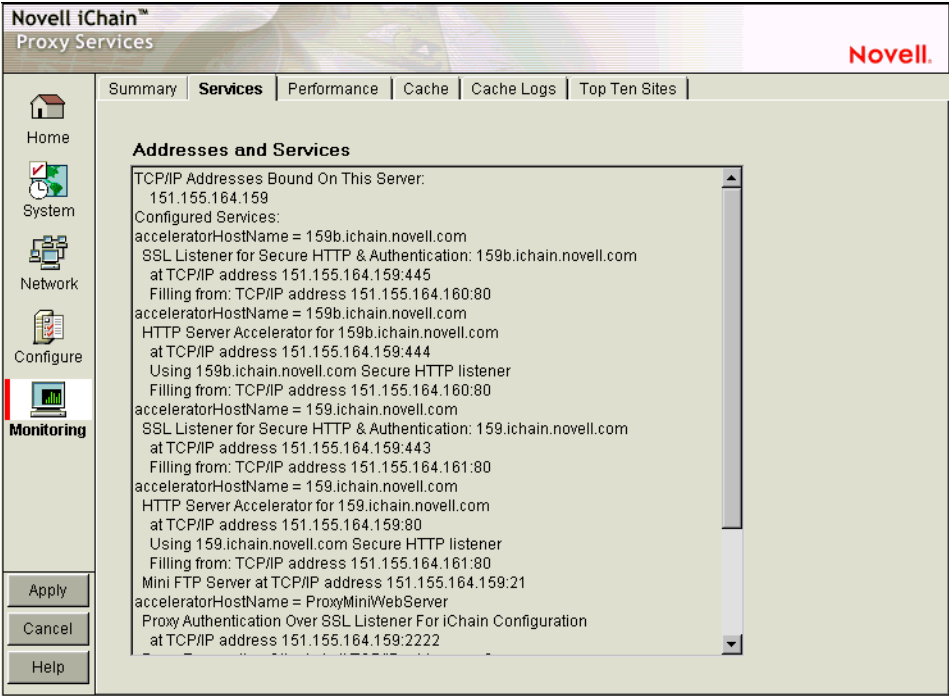 Novell iChain™
Proxy Services
Novell.
Summary
Services
Performance
Cache
Cache Logs
Top Ten Sites
Home
System
Network
Configure
Monitoring
Addresses and Services
TCP/IP Addresses Bound On This Server:
151.155.164.159
Configured Services:
acceleratorHostName = 159b.ichain.novell.com
SSL Listener for Secure HTTP & Authentication: 159b.ichain.novell.com
at TCP/IP address 151.155.164.159:445
Filling from: TCP/IP address 151.155.164.160:80
acceleratorHostName = 159b.ichain.novell.com
HTTP Server Accelerator for 159b.ichain.novell.com
at TCP/IP address 151.155.164.159:444
Using 159b.ichain.novell.com Secure HTTP listener
Filling from: TCP/IP address 151.155.164.160:80
acceleratorHostName = 159.ichain.novell.com
SSL Listener for Secure HTTP & Authentication: 159.ichain.novell.com
at TCP/IP address 151.155.164.159:443
Filling from: TCP/IP address 151.155.164.161:80
acceleratorHostName = 159.ichain.novell.com
HTTP Server Accelerator for 159.ichain.novell.com
at TCP/IP address 151.155.164.159:80
Using 159.ichain.novell.com Secure HTTP listener
Filling from: TCP/IP address 151.155.164.161:80
Mini FTP Server at TCP/IP address 151.155.164.159:21
acceleratorHostName = ProxyMiniWebServer
Proxy Authentication Over SSL Listener For iChain Configuration
at TCP/IP address 151.155.164.159:2222
Apply
Cancel
Help